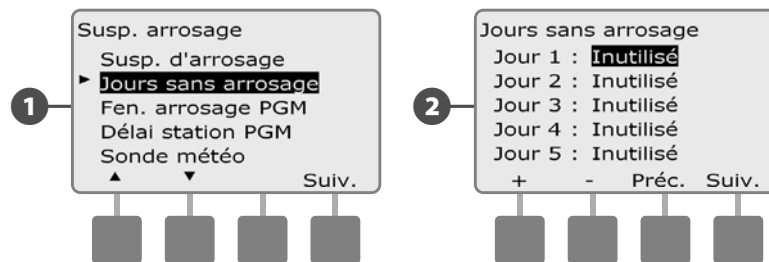 1
Susp. arrosage
Susp. d'arrosage
► Jours sans arrosage
Fen. arrosage PGM
Délai station PGM
Sonde météo
▲ ▼ Suiv.
2
Jours sans arrosage
Jour 1 : Inutilisé
Jour 2 : Inutilisé
Jour 3 : Inutilisé
Jour 4 : Inutilisé
Jour 5 : Inutilisé
+ - Préc. Suiv.